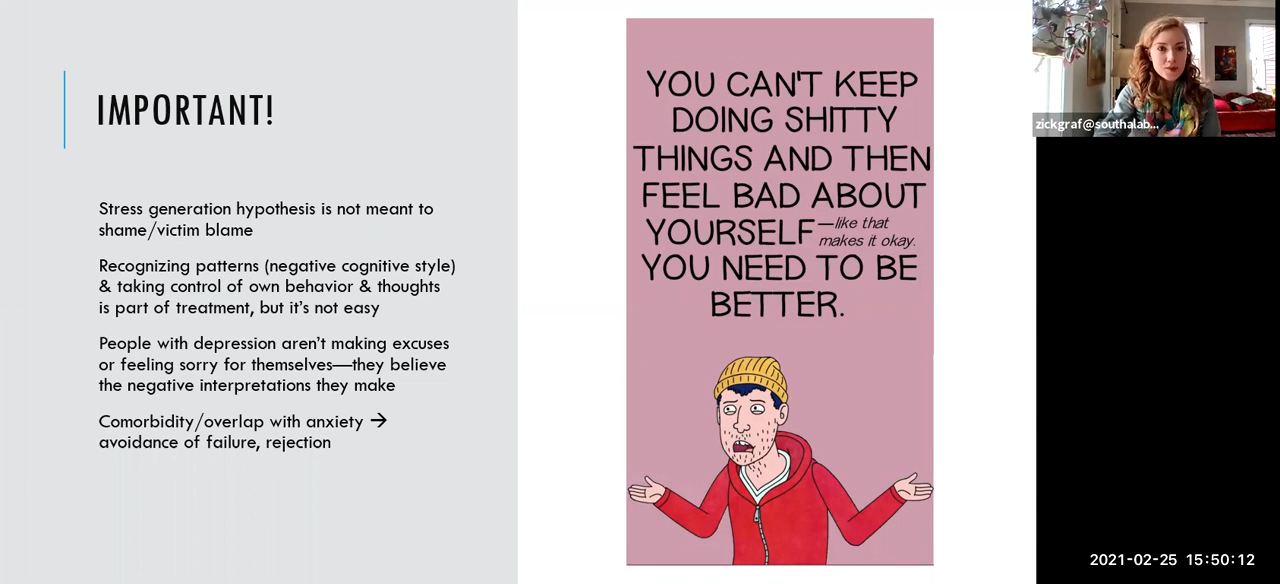 IMPORTANT!
Stress generation hypothesis is not meant to
shame/victim blame
Recognizing patterns (negative cognitive style)
& taking control of own behavior & thoughts
is part of treatment, but it's not easy
People with depression aren't making excuses
or feeling sorry for themselves—they believe
the negative interpretations they make
Comorbidity/overlap with anxiety →
avoidance of failure, rejection
YOU CAN'T KEEP
DOING SHITTY
THINGS AND THEN
FEEL BAD ABOUT
YOURSELF—like that
makes it okay.
YOU NEED TO BE
BETTER.
zickgraf@southalab...
2021-02-25 15:50:12